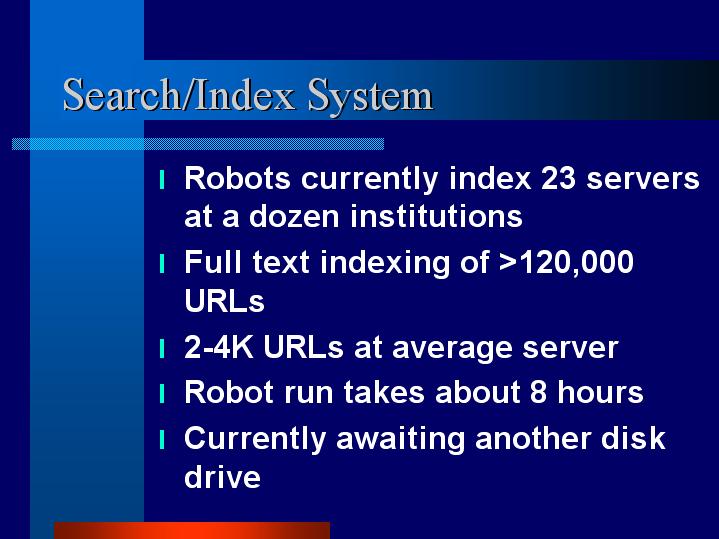 Search/Index System
l Robots currently index 23 servers
at a dozen institutions
l Full text indexing of >120,000
URLs
l 2-4K URLs at average server
l Robot run takes about 8 hours
l Currently awaiting another disk
drive